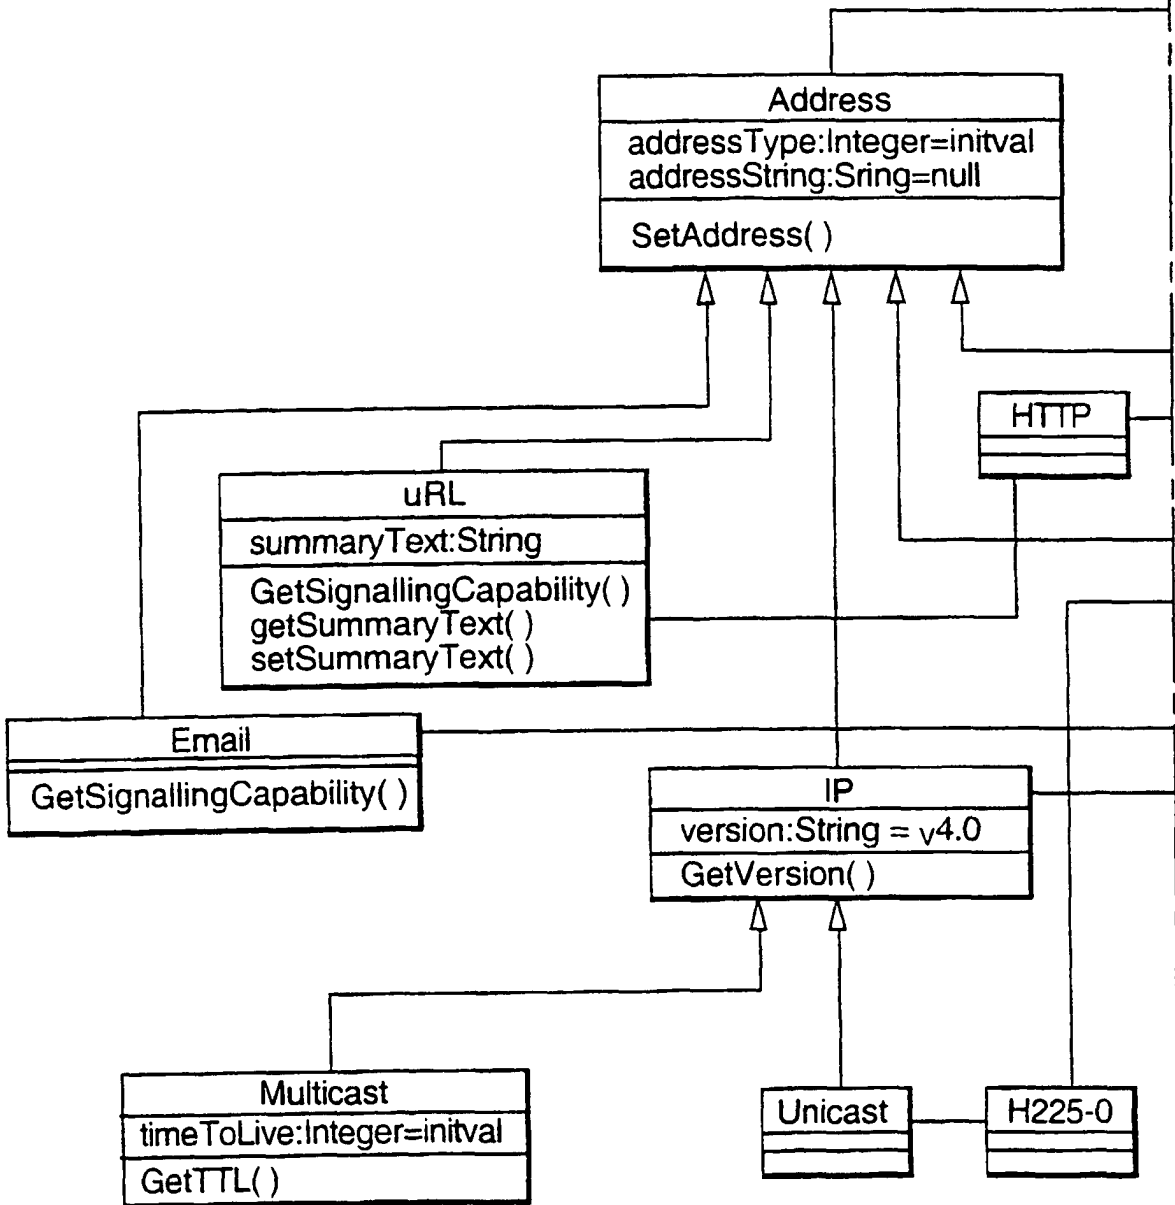 Address
addressType:Integer=initval
addressString:Sring=null
SetAddress( )
HTTP
uRL
summaryText:String
GetSignallingCapability( )
getSummaryText( )
setSummaryText( )
Email
GetSignallingCapability( )
IP
version:String = v4.0
GetVersion( )
Multicast
timeToLive:Integer=initval
GetTTL( )
Unicast
H225-0